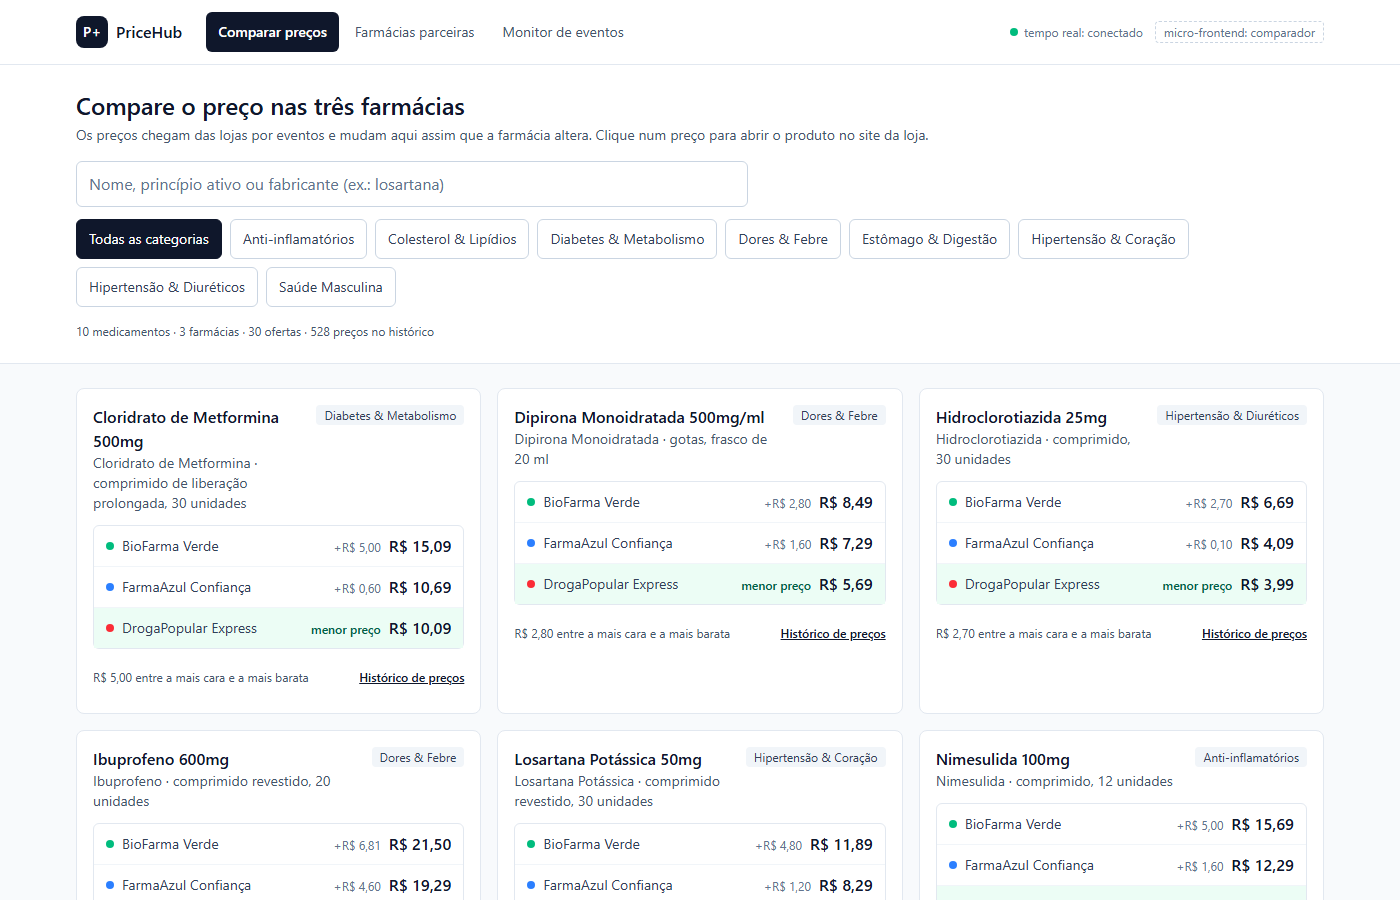 P+ PriceHub Comparar preços Farmácias parceiras Monitor de eventos tempo real: conectado micro-frontend: comparador
Compare o preço nas três farmácias
Os preços chegam das lojas por eventos e mudam aqui assim que a farmácia altera. Clique num preço para abrir o produto no site da loja.
Nome, princípio ativo ou fabricante (ex.: losartana)
Todas as categorias Anti-inflamatórios Colesterol & Lipídios Diabetes & Metabolismo Dores & Febre Estômago & Digestão Hipertensão & Coração
Hipertensão & Diuréticos Saúde Masculina
10 medicamentos · 3 farmácias · 30 ofertas · 528 preços no histórico
Cloridrato de Metformina
500mg
Diabetes & Metabolismo
Cloridrato de Metformina ·
comprimido de liberação
prolongada, 30 unidades
BioFarma Verde +R$ 5,00 R$ 15,09
FarmaAzul Confiança +R$ 0,60 R$ 10,69
DrogaPopular Express menor preço R$ 10,09
R$ 5,00 entre a mais cara e a mais barata Histórico de preços
Dipirona Monoidratada 500mg/ml Dores & Febre
Dipirona Monoidratada · gotas, frasco de
20 ml
BioFarma Verde +R$ 2,80 R$ 8,49
FarmaAzul Confiança +R$ 1,60 R$ 7,29
DrogaPopular Express menor preço R$ 5,69
R$ 2,80 entre a mais cara e a mais barata Histórico de preços
Hidroclorotiazida 25mg Hipertensão & Diuréticos
Hidroclorotiazida · comprimido,
30 unidades
BioFarma Verde +R$ 2,70 R$ 6,69
FarmaAzul Confiança +R$ 0,10 R$ 4,09
DrogaPopular Express menor preço R$ 3,99
R$ 2,70 entre a mais cara e a mais barata Histórico de preços
Ibuprofeno 600mg Dores & Febre
Ibuprofeno · comprimido revestido, 20
unidades
BioFarma Verde +R$ 6,81 R$ 21,50
FarmaAzul Confiança +R$ 4,60 R$ 19,29
Losartana Potássica 50mg Hipertensão & Coração
Losartana Potássica · comprimido
revestido, 30 unidades
BioFarma Verde +R$ 4,80 R$ 11,89
FarmaAzul Confiança +R$ 1,20 R$ 8,29
Nimesulida 100mg Anti-inflamatórios
Nimesulida · comprimido, 12 unidades
BioFarma Verde +R$ 5,00 R$ 15,69
FarmaAzul Confiança +R$ 1,60 R$ 12,29